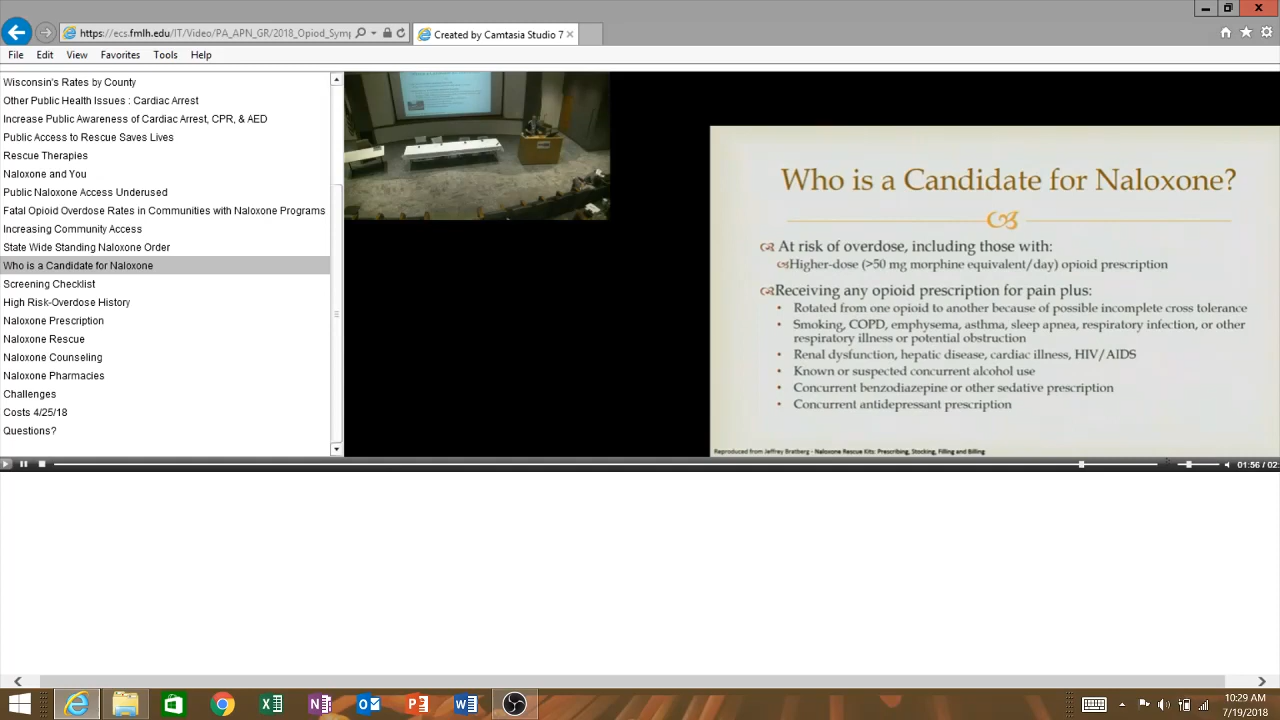 https://ecs.fmlh.edu/IT/Video/PA_APN_GR/2018_Opiod_Symp
Created by Camtasia Studio 7
File Edit View Favorites Tools Help
Wisconsin's Rates by County
Other Public Health Issues : Cardiac Arrest
Increase Public Awareness of Cardiac Arrest, CPR, & AED
Public Access to Rescue Saves Lives
Rescue Therapies
Naloxone and You
Public Naloxone Access Underused
Fatal Opioid Overdose Rates in Communities with Naloxone Programs
Increasing Community Access
State Wide Standing Naloxone Order
Who is a Candidate for Naloxone
Screening Checklist
High Risk-Overdose History
Naloxone Prescription
Naloxone Rescue
Naloxone Counseling
Naloxone Pharmacies
Challenges
Costs 4/25/18
Questions?
Who is a Candidate for Naloxone?
At risk of overdose, including those with:
Higher-dose (>50 mg morphine equivalent/day) opioid prescription
Receiving any opioid prescription for pain plus:
• Rotated from one opioid to another because of possible incomplete cross tolerance
• Smoking, COPD, emphysema, asthma, sleep apnea, respiratory infection, or other
respiratory illness or potential obstruction
• Renal dysfunction, hepatic disease, cardiac illness, HIV/AIDS
• Known or suspected concurrent alcohol use
• Concurrent benzodiazepine or other sedative prescription
• Concurrent antidepressant prescription
Reproduced from Jeffrey Bratberg - Naloxone Rescue Kits: Prescribing, Stocking, Filling and Billing
01:56 / 02:
10:29 AM
7/19/2018